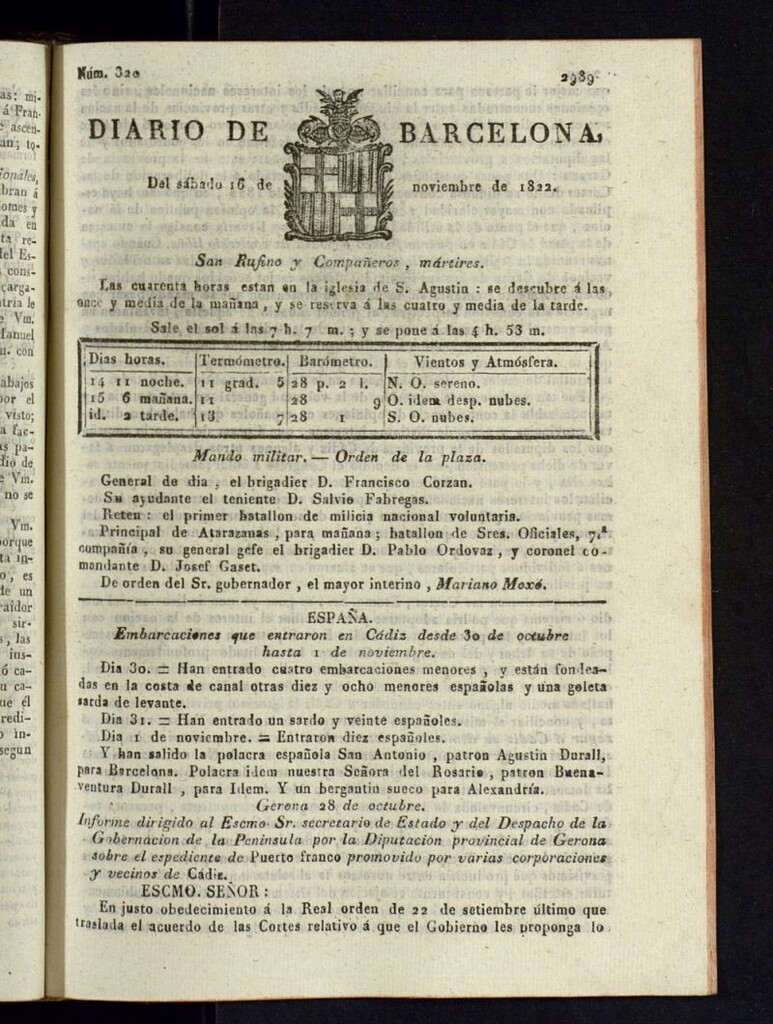 Núm. 320
2989
DIARIO DE BARCELONA,
Del sábado 16 de noviembre de 1822.
San Rufino y Compañeros, mártires.
Las cuarenta horas estan en la iglesia de S. Agustin : se descubre á las
once y media de la mañana, y se reserva á las cuatro y media de la tarde.
Sale el sol á las 7 h. 7 m. ; y se pone á las 4 h. 53 m.
Dias horas. Termómetro. Barómetro. Vientos y Atmósfera.
14 11 noche. 11 grad. 5 28 p. 2 l. N. O. sereno.
15 6 mañana. 11 28 9 O. idem desp. nubes.
id. 2 tarde. 13 7 28 1 S. O. nubes.
Mando militar. — Orden de la plaza.
General de dia, el brigadier D. Francisco Corzan.
Su ayudante el teniente D. Salvio Fabregas.
Reten : el primer batallon de milicia nacional voluntaria.
Principal de Atarazanas, para mañana; batallon de Sres. Oficiales, 7.ª
compañía, su general gefe el brigadier D. Pablo Ordovaz, y coronel co-
mandante D. Josef Gaset.
De orden del Sr. gobernador, el mayor interino, Mariano Moxó.
ESPAÑA.
Embarcaciones que entraron en Cádiz desde 30 de octubre
hasta 1 de noviembre.
Dia 30. = Han entrado cuatro embarcaciones menores, y están fondea-
das en la costa de canal otras diez y ocho menores españolas y una goleta
sarda de levante.
Dia 31. = Han entrado un sardo y veinte españoles.
Dia 1 de noviembre. = Entraron diez españoles.
Y han salido la polacra española San Antonio, patron Agustin Durall,
para Barcelona. Polacra idem nuestra Señora del Rosario, patron Buena-
ventura Durall, para Idem. Y un bergantin sueco para Alexandría.
Gerona 28 de octubre.
Informe dirigido al Escmo Sr. secretario de Estado y del Despacho de la
Gobernacion de la Peninsula por la Diputacion provincial de Gerona
sobre el espediente de Puerto franco promovido por varias corporaciones
y vecinos de Cádiz.
ESCMO. SEÑOR :
En justo obedecimiento á la Real orden de 22 de setiembre último que
traslada el acuerdo de las Cortes relativo á que el Gobierno les proponga lo